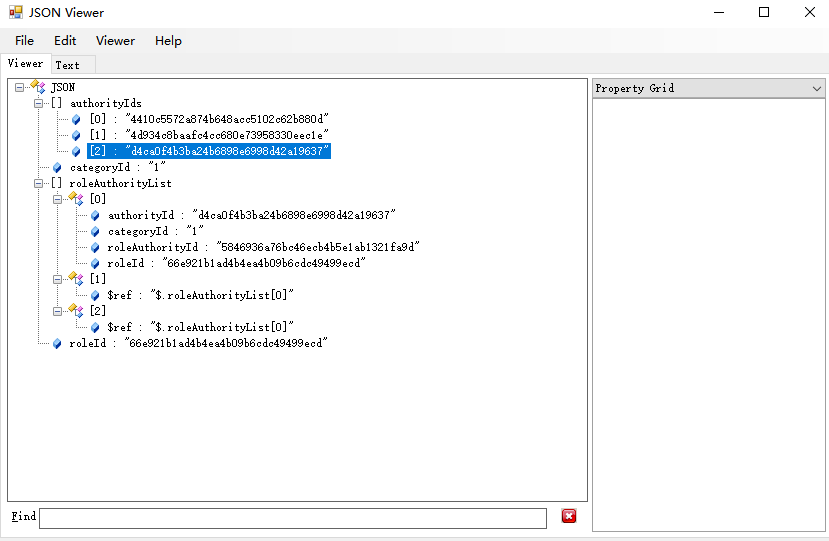 JSON Viewer
File Edit Viewer Help
Viewer Text
JSON
[] authorityIds
[0] : "4410c5572a874b648acc5102c62b880d"
[1] : "4d934c8baafc4cc680e73958330eec1e"
[2] : "d4ca0f4b3ba24b6898e6998d42a19637"
categoryId : "1"
[] roleAuthorityList
[0]
authorityId : "d4ca0f4b3ba24b6898e6998d42a19637"
categoryId : "1"
roleAuthorityId : "5846936a76bc46ecb4b5e1ab1321fa9d"
roleId : "66e921b1ad4b4ea4b09b6cdc49499ecd"
[1]
$ref : "$.roleAuthorityList[0]"
[2]
$ref : "$.roleAuthorityList[0]"
roleId : "66e921b1ad4b4ea4b09b6cdc49499ecd"
Find
Property Grid